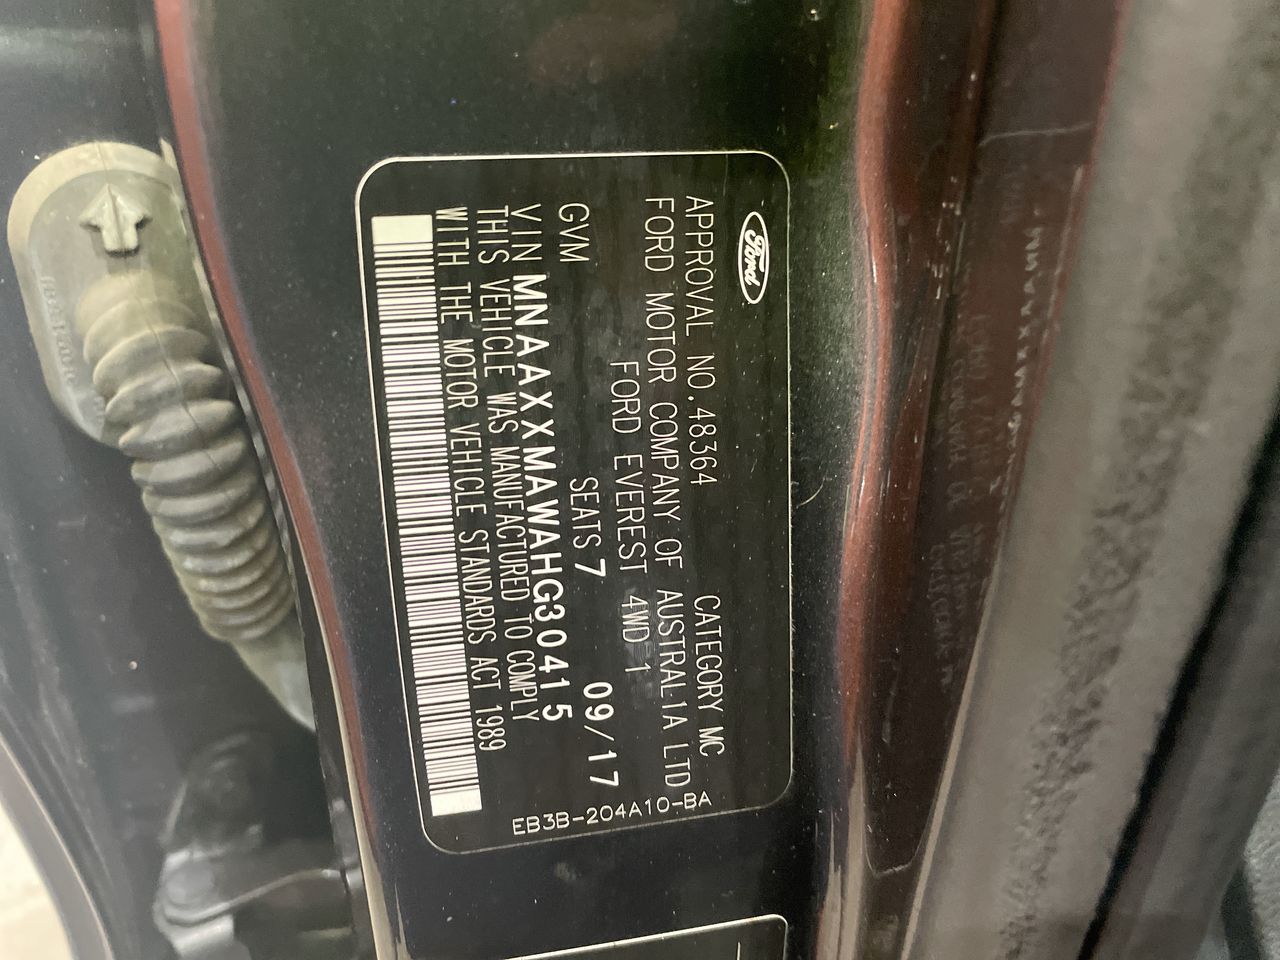 Ford
APPROVAL NO.48364 CATEGORY MC
FORD MOTOR COMPANY OF AUSTRALIA LTD
FORD EVEREST 4WD 1
GVM SEATS 7 09/17
VIN MNAAXXMAWAHG30415
THIS VEHICLE WAS MANUFACTURED TO COMPLY
WITH THE MOTOR VEHICLE STANDARDS ACT 1989
EB3B-204A10-BA